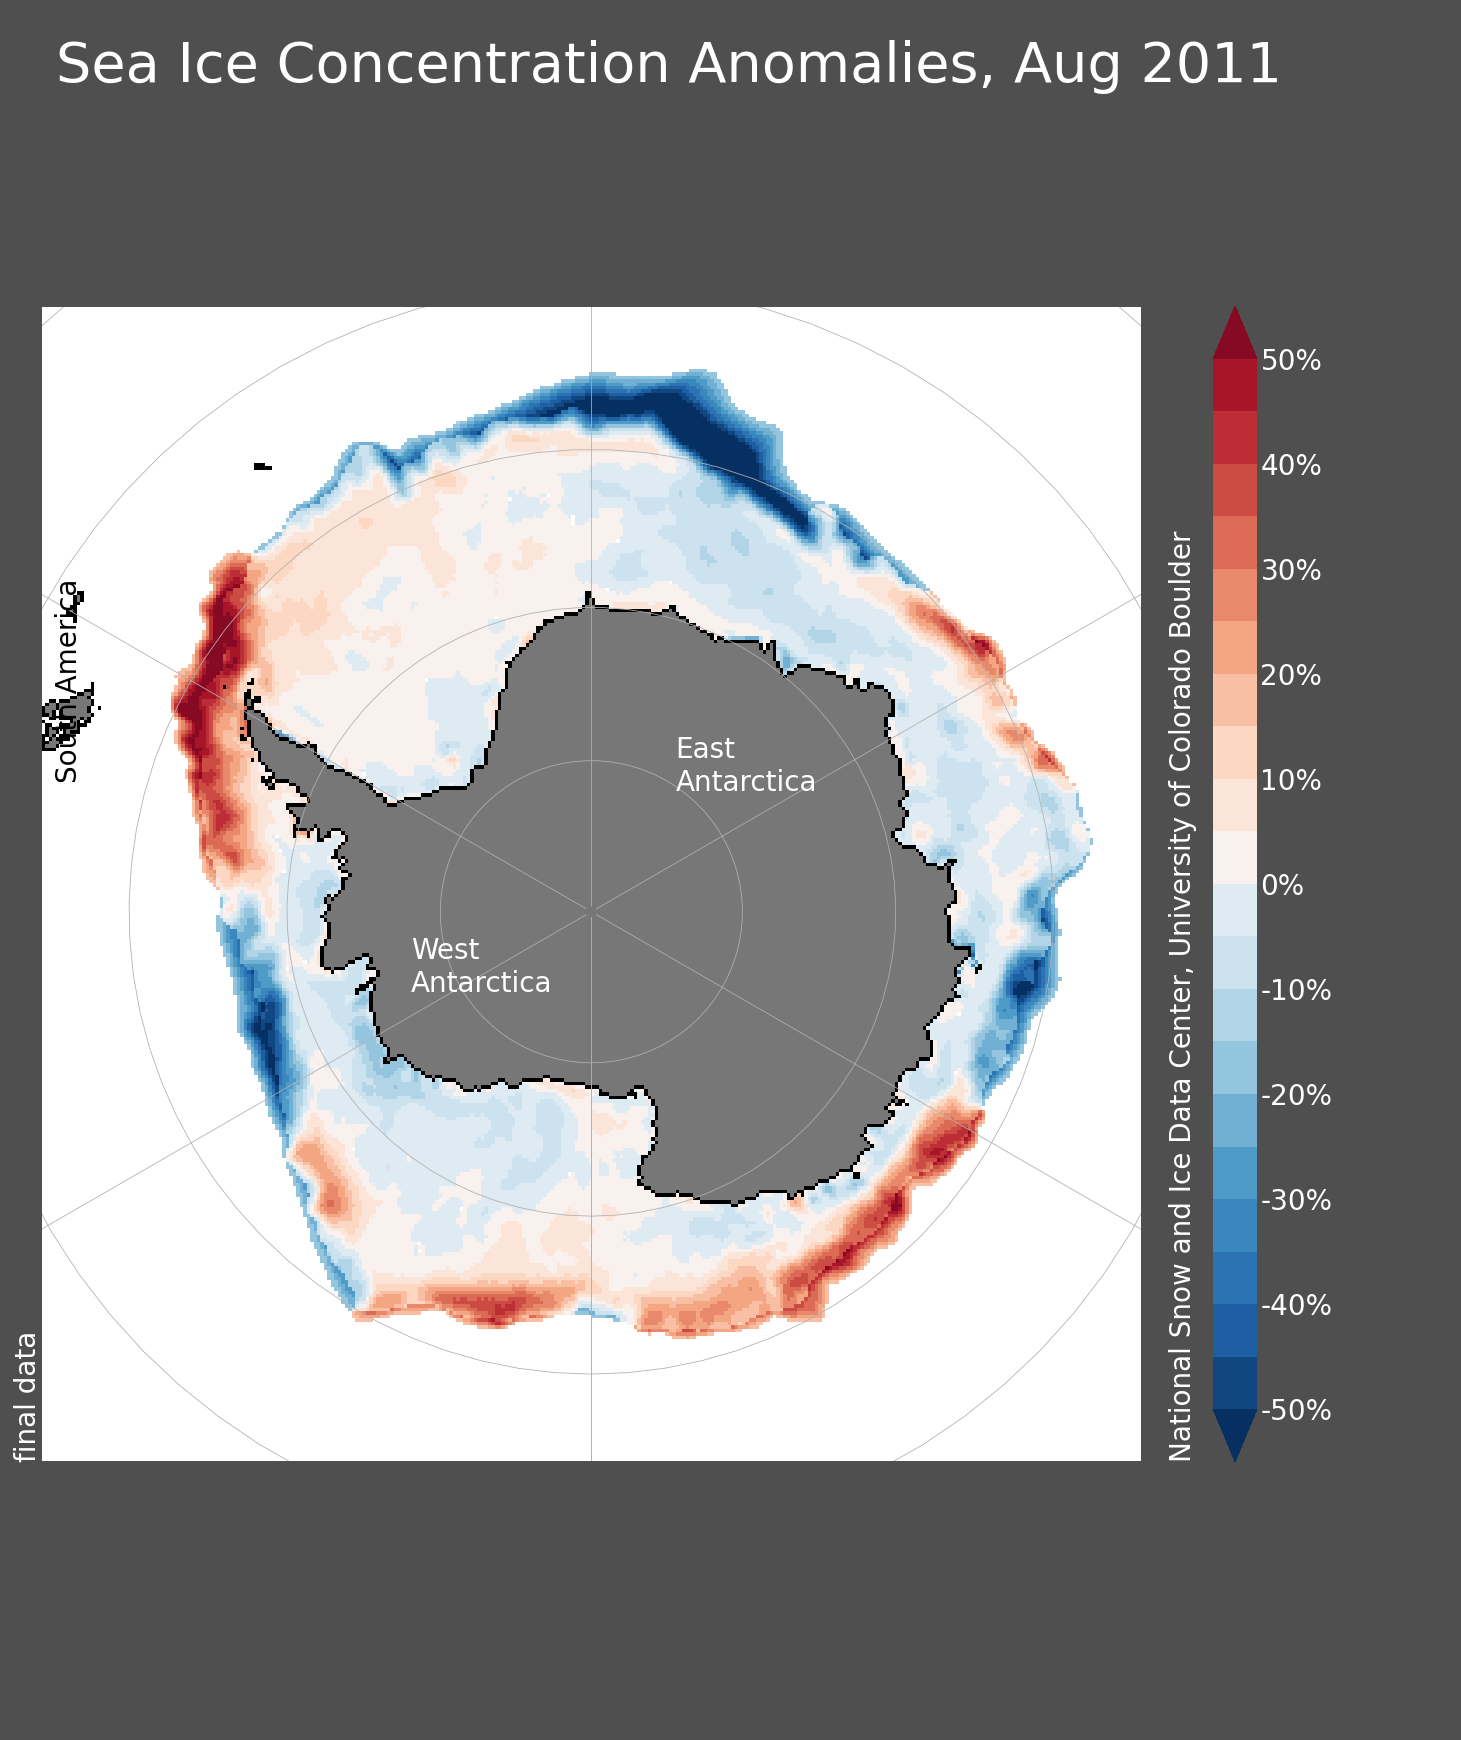 Sea Ice Concentration Anomalies, Aug 2011
South America
East
Antarctica
West
Antarctica
final data
National Snow and Ice Data Center, University of Colorado Boulder
50%
40%
30%
20%
10%
0%
-10%
-20%
-30%
-40%
-50%